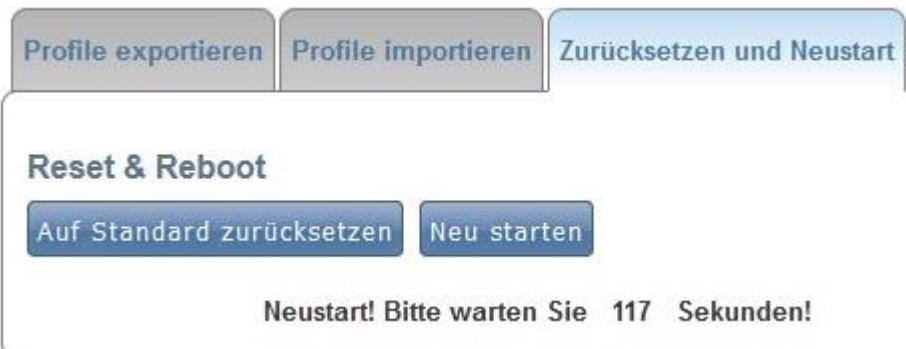 Profile exportieren Profile importieren Zurücksetzen und Neustart
Reset & Reboot
Auf Standard zurücksetzen Neu starten
Neustart! Bitte warten Sie 117 Sekunden!